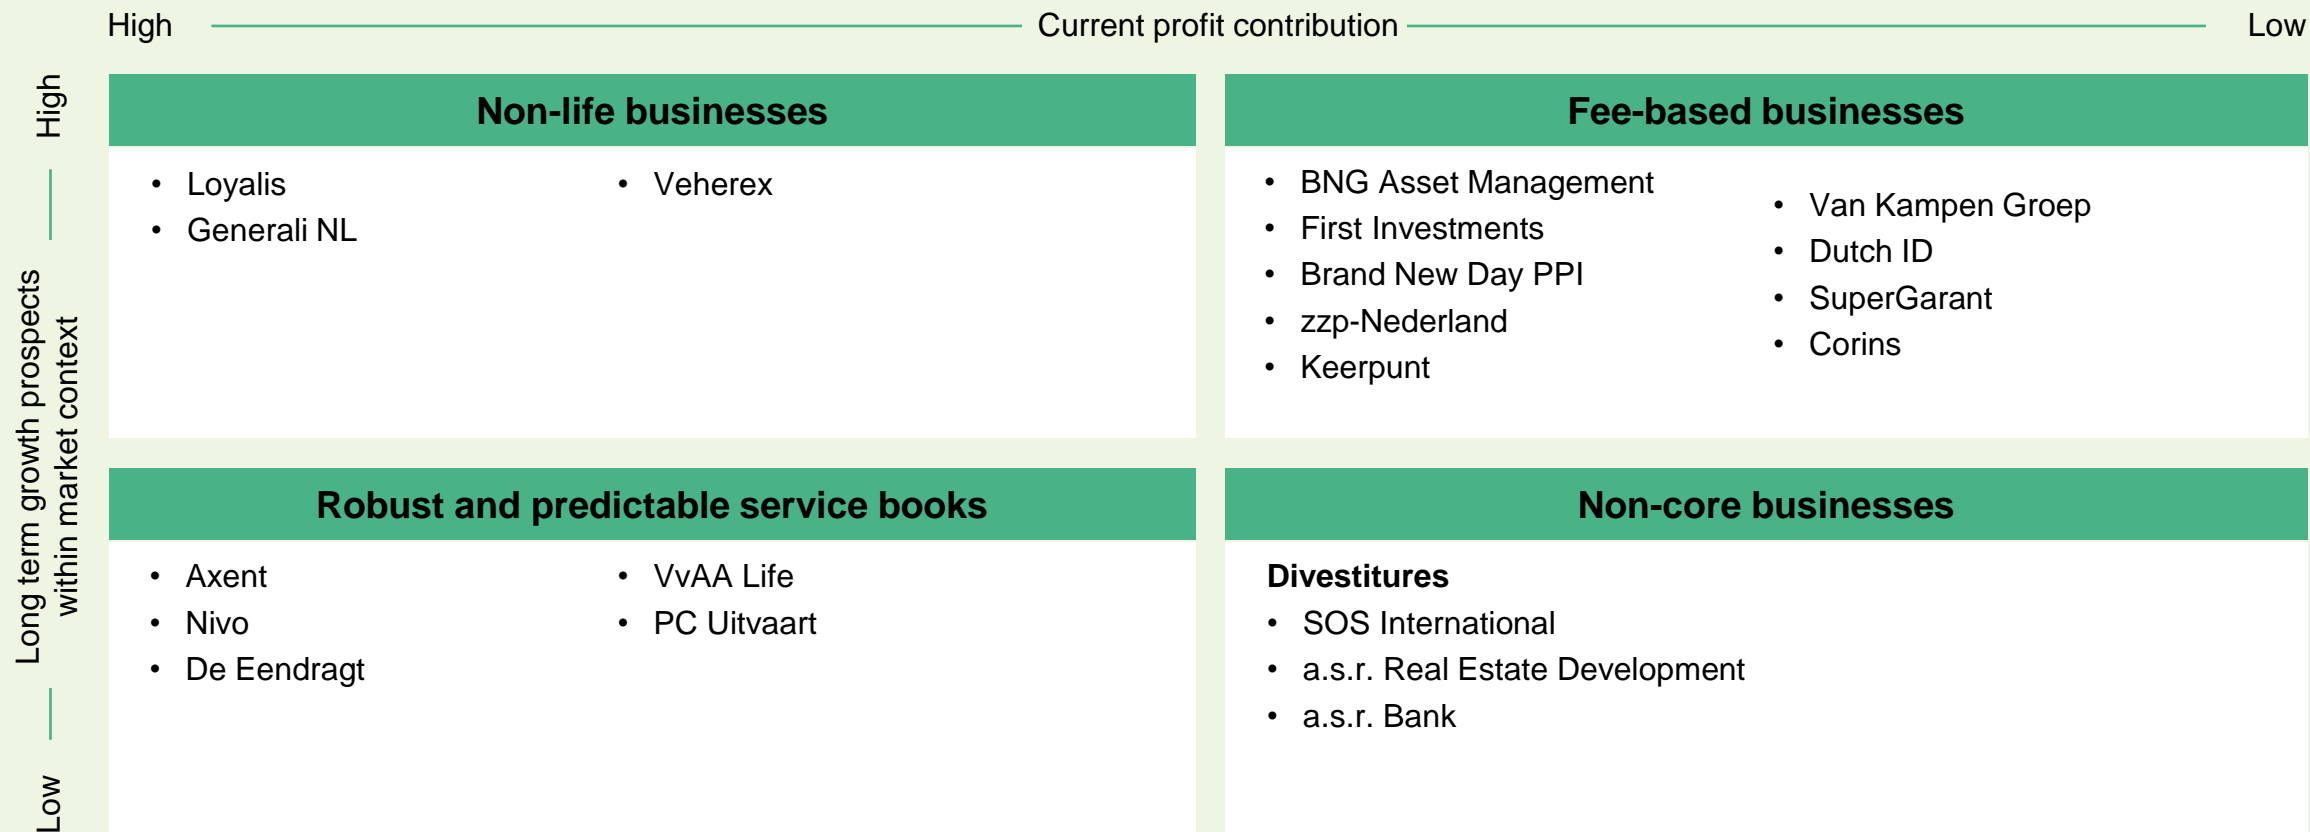 High
Current profit contribution
Low
High
Long term growth prospects
within market context
Low
Non-life businesses
• Loyalis
• Generali NL
• Veherex
Fee-based businesses
• BNG Asset Management
• First Investments
• Brand New Day PPI
• zzp-Nederland
• Keerpunt
• Van Kampen Groep
• Dutch ID
• SuperGarant
• Corins
Robust and predictable service books
• Axent
• Nivo
• De Eendragt
• VvAA Life
• PC Uitvaart
Non-core businesses
Divestitures
• SOS International
• a.s.r. Real Estate Development
• a.s.r. Bank